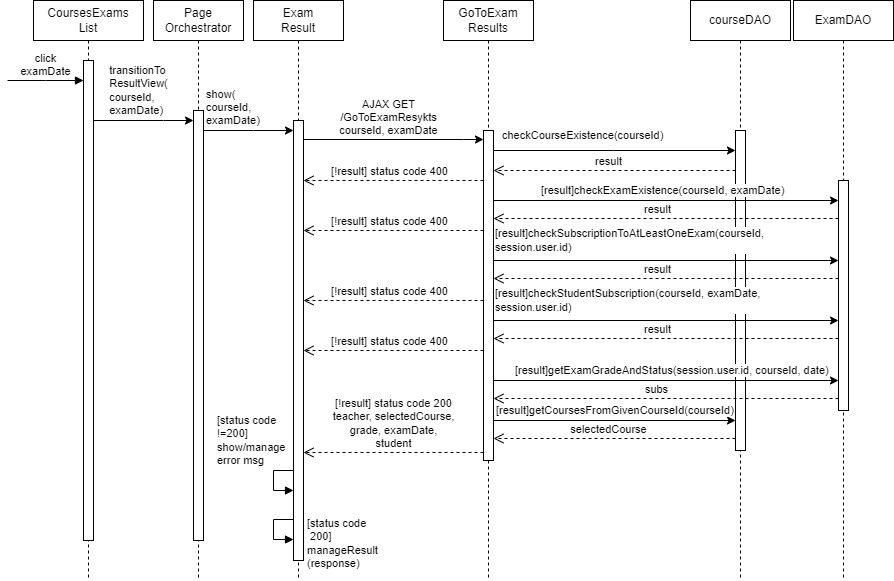 CoursesExams
List
Page
Orchestrator
Exam
Result
GoToExam
Results
courseDAO
ExamDAO
click
examDate
transitionTo
ResultView(
courseId,
examDate)
show(
courseId,
examDate)
AJAX GET
/GoToExamResykts
courseId, examDate
checkCourseExistence(courseId)
result
[!result] status code 400
[result]checkExamExistence(courseId, examDate)
result
[!result] status code 400
[result]checkSubscriptionToAtLeastOneExam(courseId,
session.user.id)
result
[!result] status code 400
[result]checkStudentSubscription(courseId, examDate,
session.user.id)
result
[!result] status code 400
[result]getExamGradeAndStatus(session.user.id, courseId, date)
subs
[!result] status code 200
teacher, selectedCourse,
grade, examDate,
student
[result]getCoursesFromGivenCourseId(courseId)
selectedCourse
[status code
!=200]
show/manage
error msg
[status code
200]
manageResult
(response)